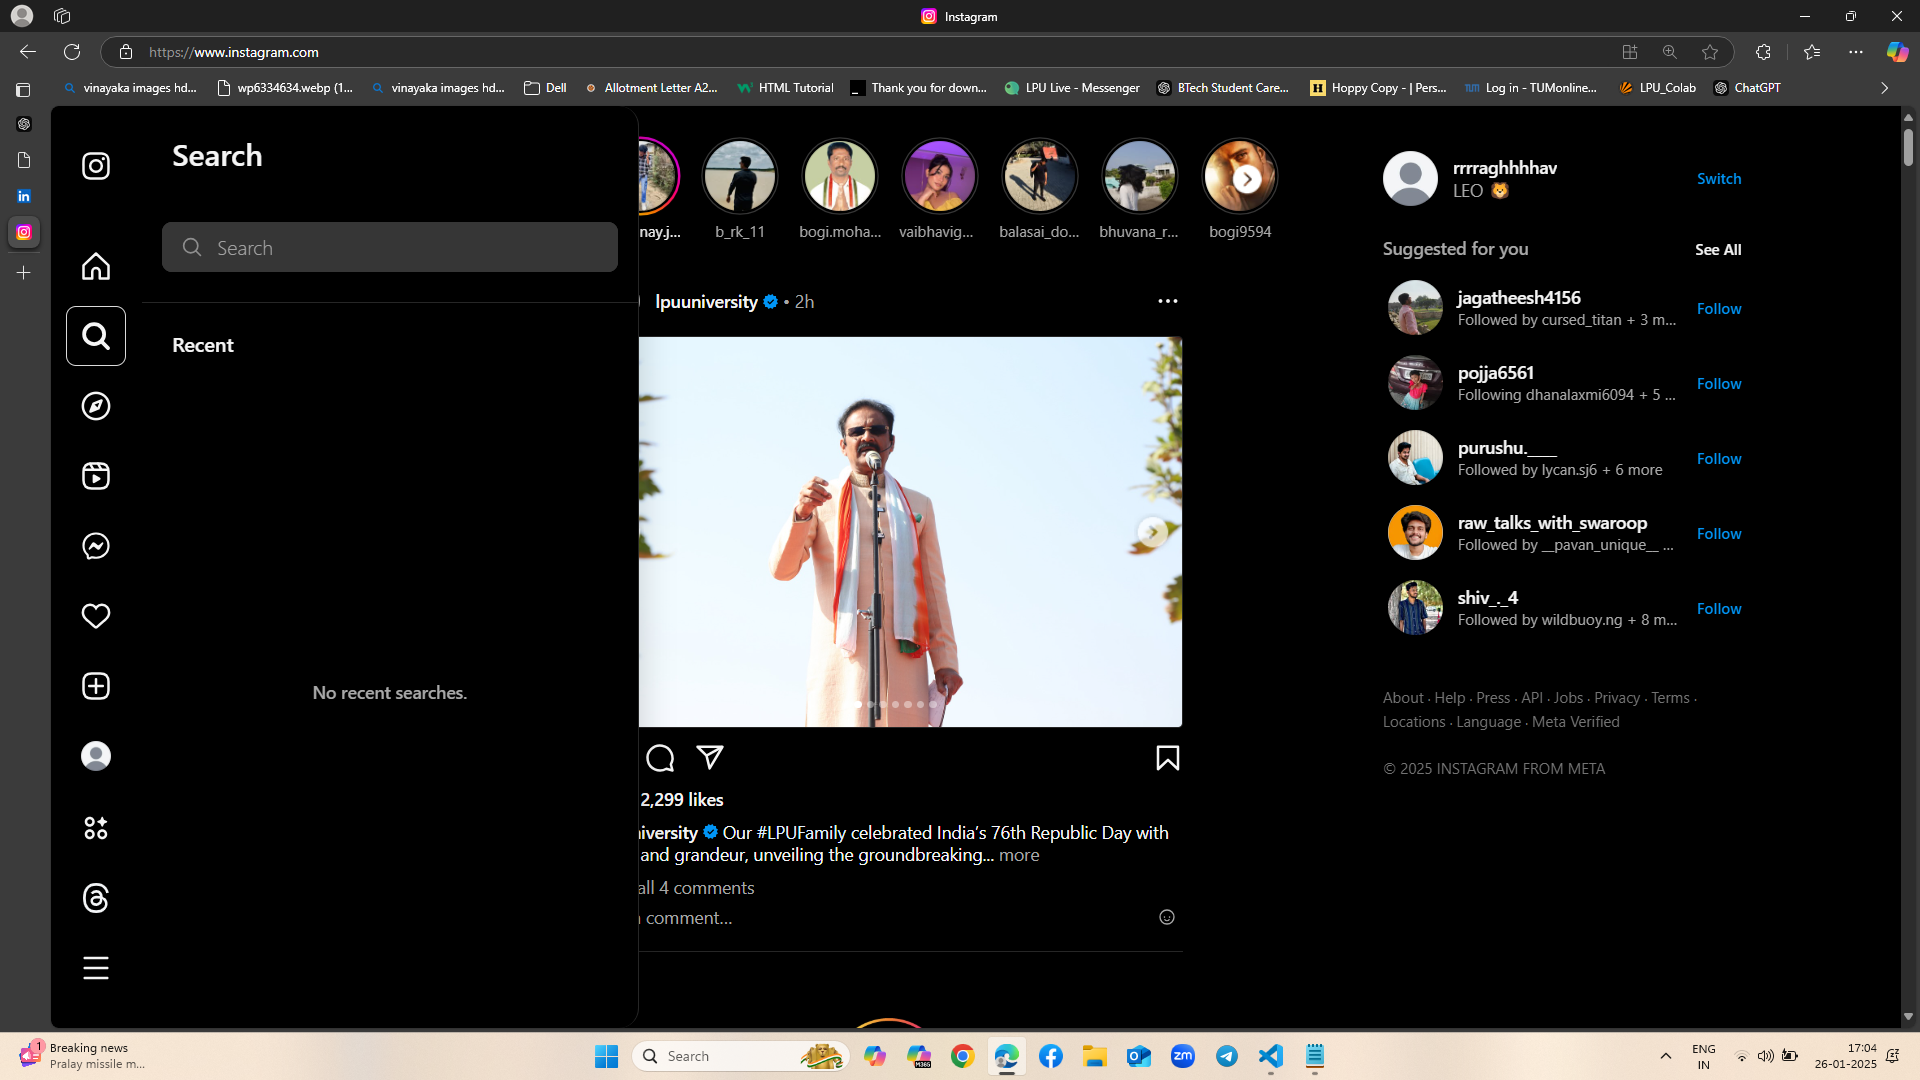 Instagram
https://www.instagram.com
vinayaka images hd...
wp6334634.webp (1...
vinayaka images hd...
Dell
Allotment Letter A2...
HTML Tutorial
Thank you for down...
LPU Live - Messenger
BTech Student Care...
Hoppy Copy - | Pers...
Log in - TUMonline...
LPU_Colab
ChatGPT
Search
Search
Recent
No recent searches.
nay.j...
b_rk_11
bogi.moha...
vaibhavig...
balasai_do...
bhuvana_r...
bogi9594
lpuuniversity • 2h
2,299 likes
iversity Our #LPUFamily celebrated India’s 76th Republic Day with
and grandeur, unveiling the groundbreaking... more
all 4 comments
comment...
rrrraghhhhav
LEO
Switch
Suggested for you
See All
jagatheesh4156
Followed by cursed_titan + 3 m...
Follow
pojja6561
Following dhanalaxmi6094 + 5 ...
Follow
purushu.____
Followed by lycan.sj6 + 6 more
Follow
raw_talks_with_swaroop
Followed by __pavan_unique__ ...
Follow
shiv_._4
Followed by wildbuoy.ng + 8 m...
Follow
About · Help · Press · API · Jobs · Privacy · Terms ·
Locations · Language · Meta Verified
© 2025 INSTAGRAM FROM META
1
Breaking news
Pralay missile m...
Search
M365
zm
ENG
IN
17:04
26-01-2025